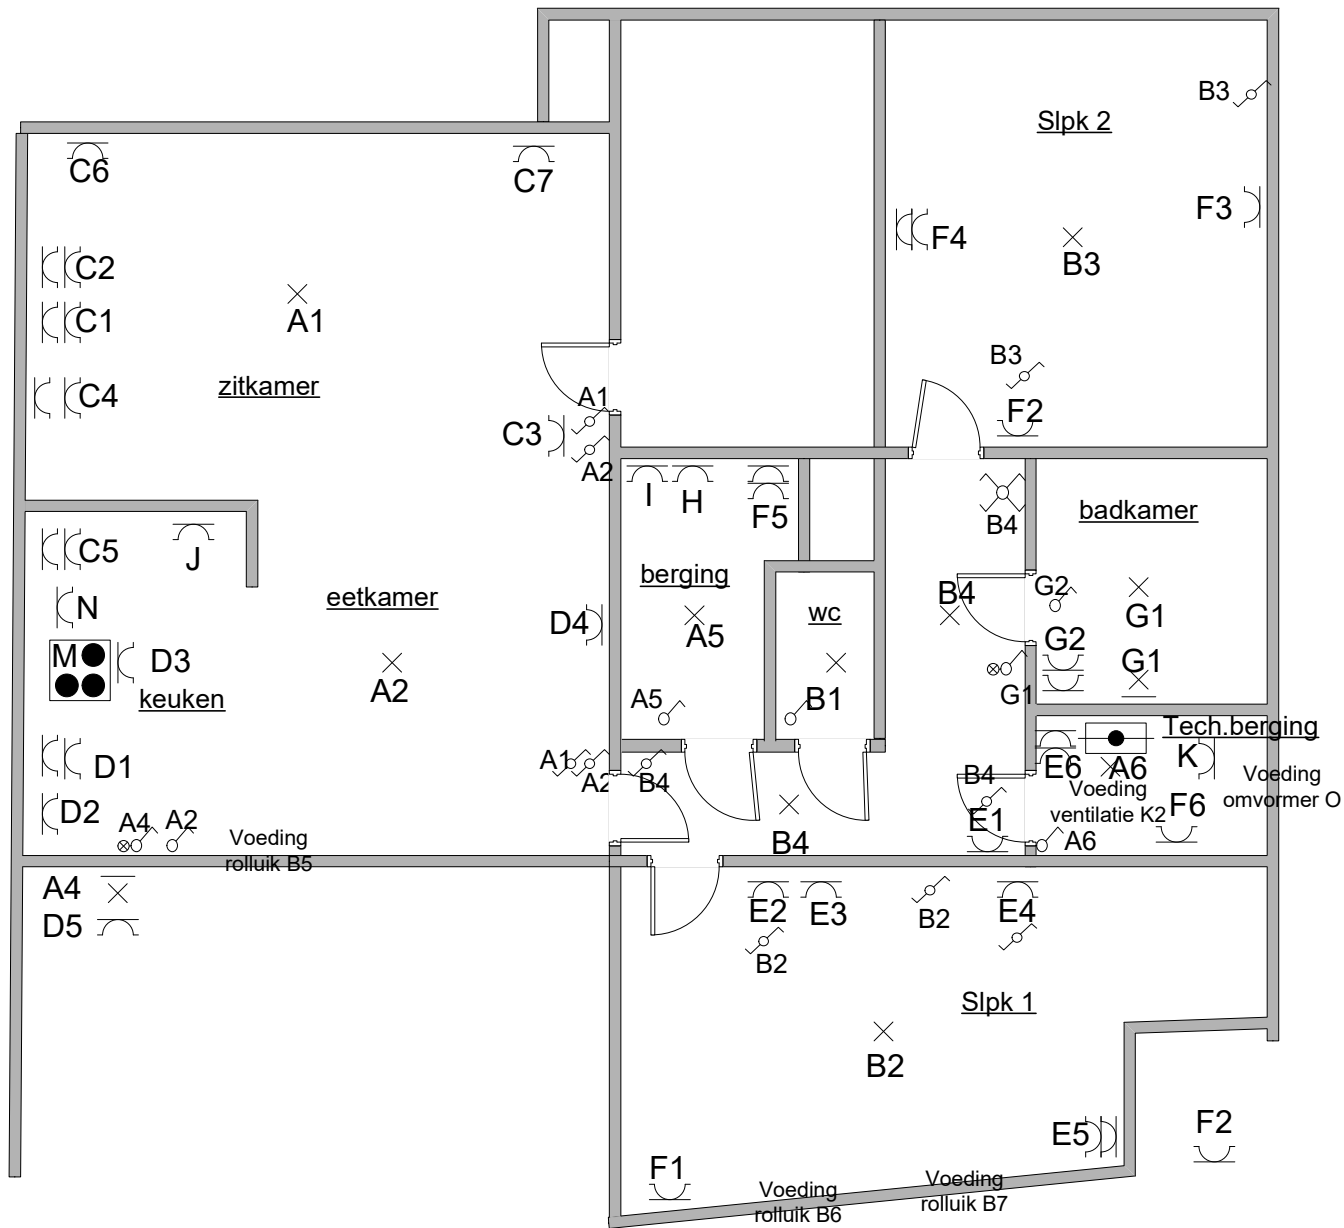 B3
Slpk 2
C6
C7
F3
F4
B3
C2
C1
A1
zitkamer
B3
C4
A1
F2
C3
A2
I
H
F5
B4
badkamer
C5
J
berging
eetkamer
G2
B4
N
wc
G1
D4
A5
G2
M
D3
G1
G1
keuken
A2
A5
B1
Tech.berging
D1
A1
A2
B4
B4
E6
A6
K
Voeding
omvormer O
Voeding
ventilatie K2
D2
A4
A2
Voeding
rolluik B5
B4
E1
A6
F6
A4
D5
E2
E3
B2
E4
B2
Slpk 1
B2
E5
F2
F1
Voeding
rolluik B6
Voeding
rolluik B7